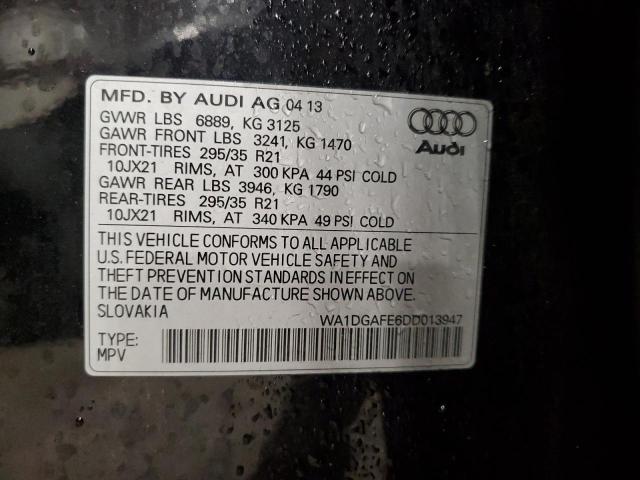 MFD. BY AUDI AG 04 13
GVWR LBS 6889, KG 3125
GAWR FRONT LBS 3241, KG 1470
FRONT-TIRES 295/35 R21
10JX21 RIMS, AT 300 KPA 44 PSI COLD
GAWR REAR LBS 3946, KG 1790
REAR-TIRES 295/35 R21
10JX21 RIMS, AT 340 KPA 49 PSI COLD
Audi
THIS VEHICLE CONFORMS TO ALL APPLICABLE
U.S. FEDERAL MOTOR VEHICLE SAFETY AND
THEFT PREVENTION STANDARDS IN EFFECT ON
THE DATE OF MANUFACTURE SHOWN ABOVE.
SLOVAKIA
WA1DGAFE6DD013947
TYPE:
MPV